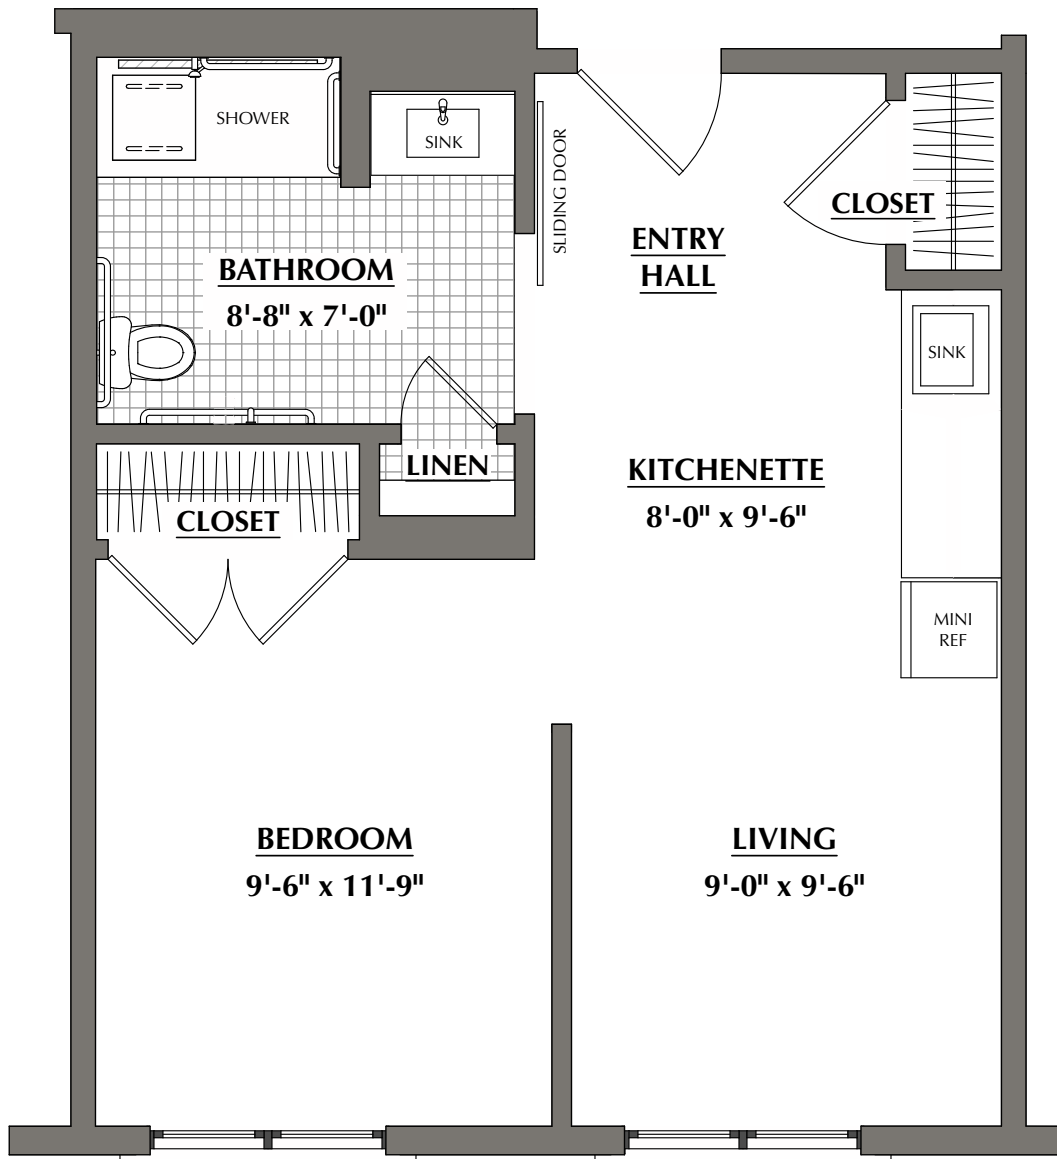 SHOWER
SINK
SLIDING DOOR
CLOSET
ENTRY
HALL
BATHROOM
8'-8" x 7'-0"
SINK
LINEN
KITCHENETTE
8'-0" x 9'-6"
CLOSET
MINI
REF
BEDROOM
9'-6" x 11'-9"
LIVING
9'-0" x 9'-6"